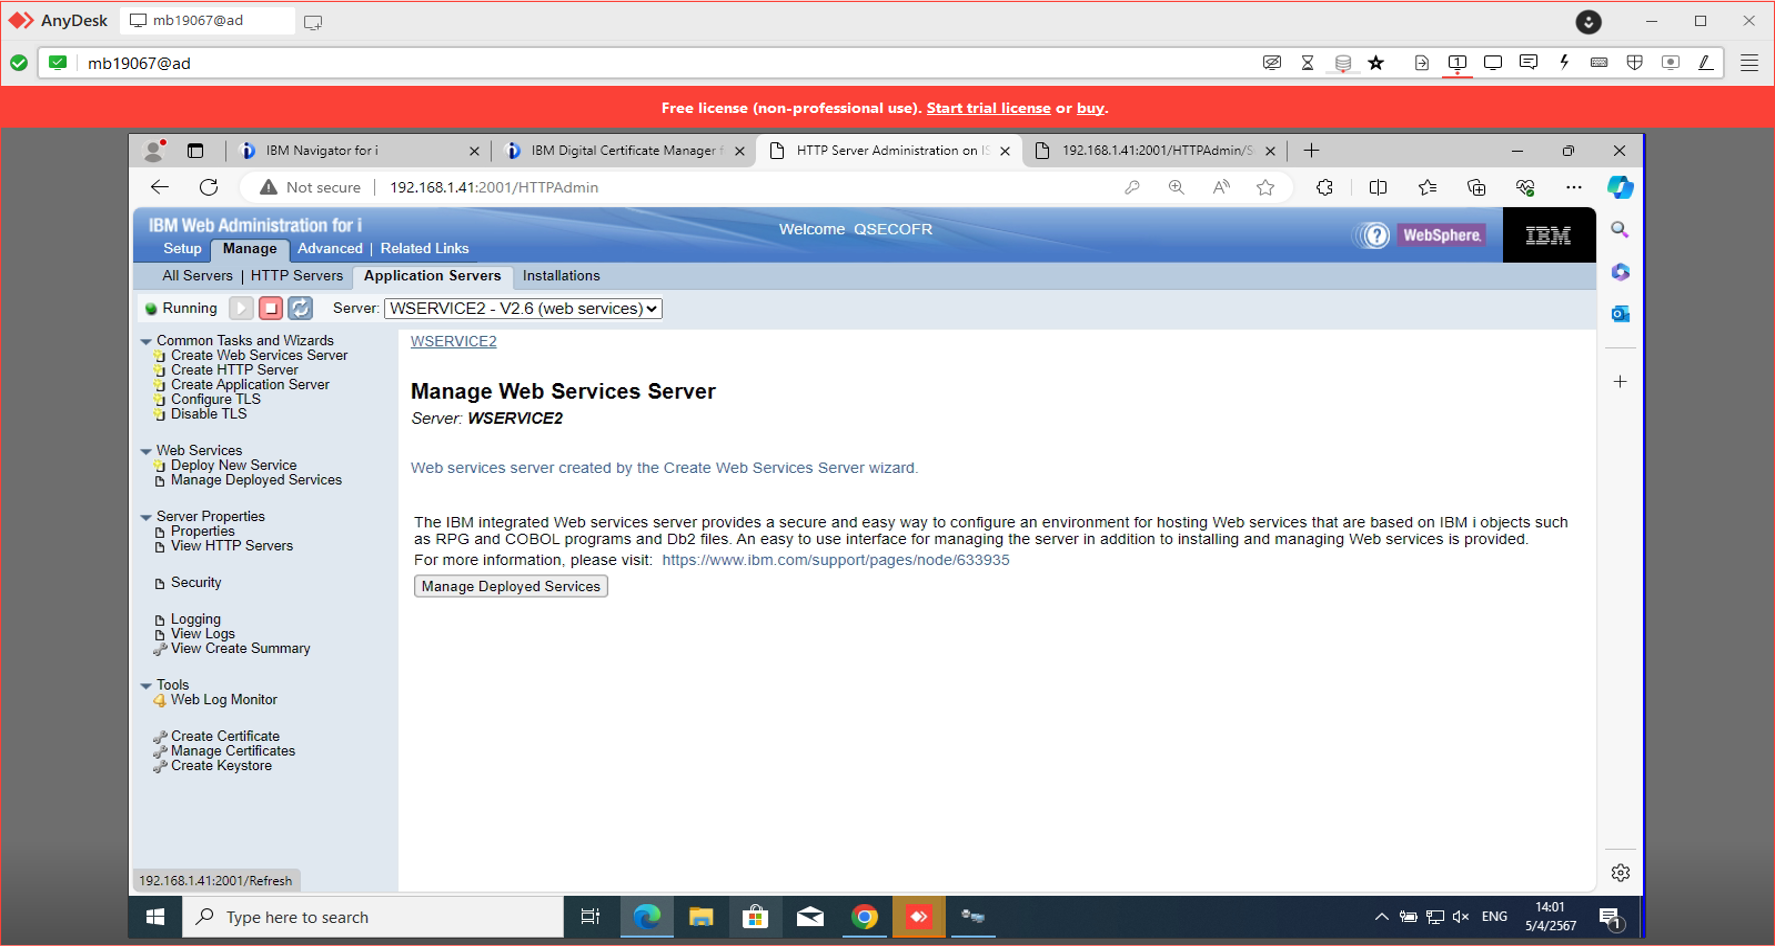 AnyDesk
mb19067@ad
mb19067@ad
Free license (non-professional use). Start trial license or buy.
IBM Navigator for i
IBM Digital Certificate Manager f
HTTP Server Administration on IS
192.168.1.41:2001/HTTPAdmin/S
Not secure
192.168.1.41:2001/HTTPAdmin
IBM Web Administration for i
Welcome QSECOFR
WebSphere.
IBM
Setup
Manage
Advanced | Related Links
All Servers | HTTP Servers
Application Servers
Installations
Running
Server: WSERVICE2 - V2.6 (web services)
Common Tasks and Wizards
Create Web Services Server
Create HTTP Server
Create Application Server
Configure TLS
Disable TLS
Web Services
Deploy New Service
Manage Deployed Services
Server Properties
Properties
View HTTP Servers
Security
Logging
View Logs
View Create Summary
Tools
Web Log Monitor
Create Certificate
Manage Certificates
Create Keystore
WSERVICE2
Manage Web Services Server
Server: WSERVICE2
Web services server created by the Create Web Services Server wizard.
The IBM integrated Web services server provides a secure and easy way to configure an environment for hosting Web services that are based on IBM i objects such
as RPG and COBOL programs and Db2 files. An easy to use interface for managing the server in addition to installing and managing Web services is provided.
For more information, please visit: https://www.ibm.com/support/pages/node/633935
Manage Deployed Services
192.168.1.41:2001/Refresh
Type here to search
ENG
14:01
5/4/2567
1